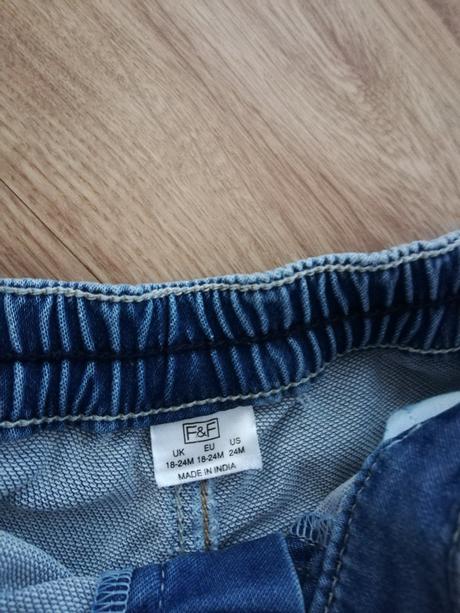 F&F
UK EU US
18-24M 18-24M 24M
MADE IN INDIA